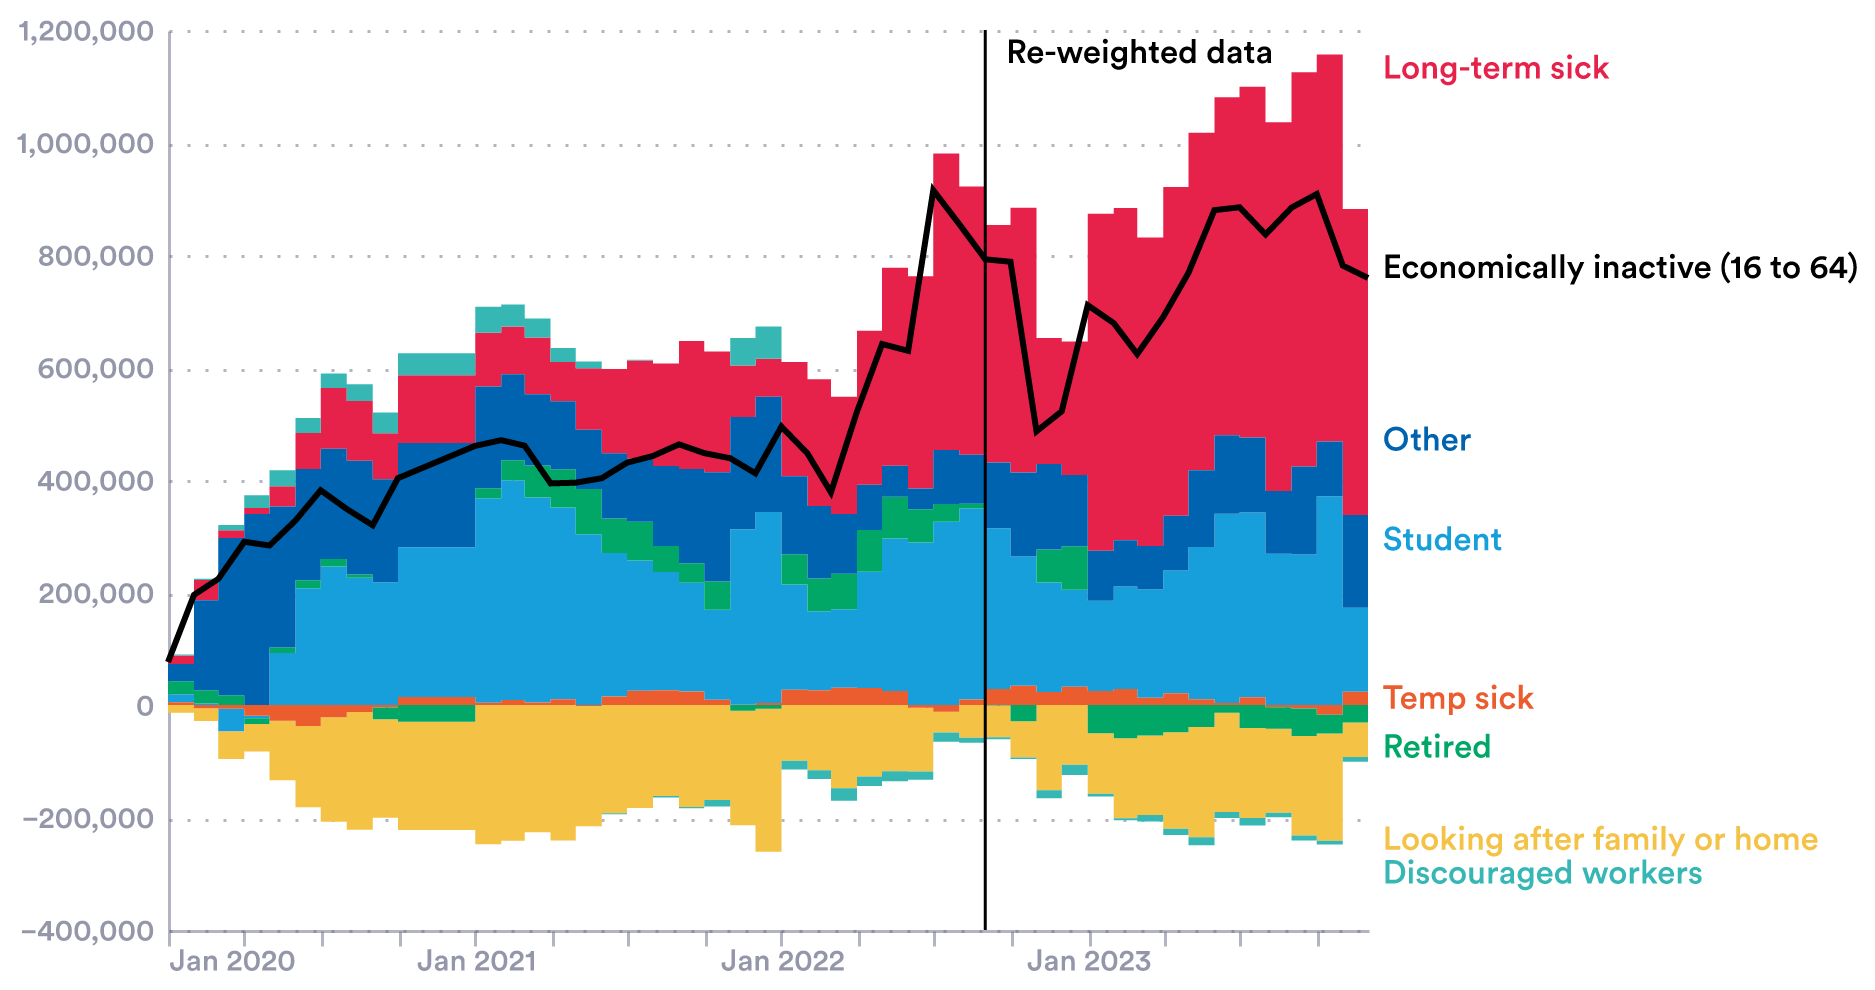 1,200,000
Re-weighted data
Long-term sick
1,000,000
800,000
Economically inactive (16 to 64)
600,000
Other
400,000
Student
200,000
Temp sick
0
Retired
−200,000
Looking after family or home
Discouraged workers
−400,000
Jan 2020 Jan 2021 Jan 2022 Jan 2023